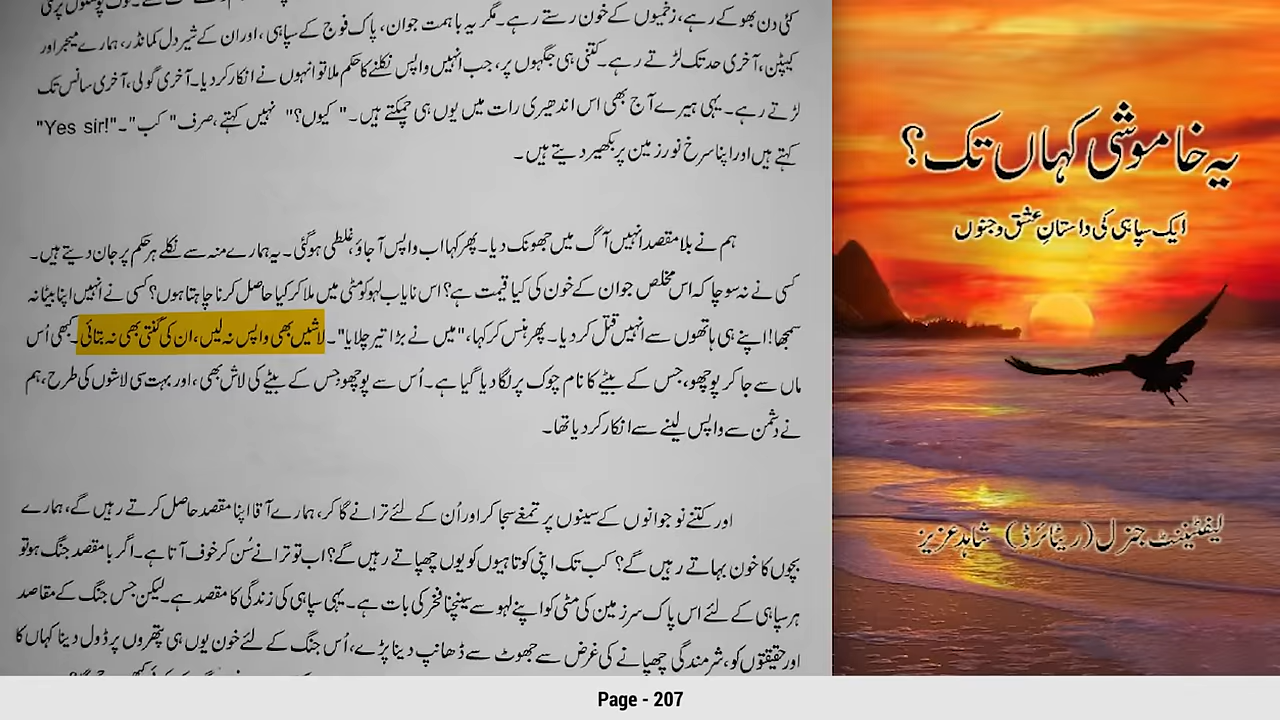 کئی دن بھوکے رہے، زخمیوں کے خون رستے رہے۔ مگر یہ باہمت جوان، پاک فوج کے سپاہی، اور ان کے شیر دل کمانڈر، ہمارے میجر اور
کیپٹن، آخری حد تک لڑتے رہے۔ کتنی ہی جگہوں پر، جب انہیں واپس نکلنے کا حکم ملا تو انہوں نے انکار کر دیا۔ آخری گولی، آخری سانس تک
لڑتے رہے۔ یہی ہیرے آج بھی اس اندھیری رات میں یوں ہی چمکتے ہیں۔ "کیوں؟" نہیں کہتے، صرف "کب"۔ "Yes sir!"
کہتے ہیں اور اپنا سرخ نور زمین پر بکھیر دیتے ہیں۔
ہم نے بلا مقصد انہیں آگ میں جھونک دیا۔ پھر کہا اب واپس آ جاؤ، غلطی ہو گئی۔ یہ ہمارے منہ سے نکلے ہر حکم پر جان دیتے ہیں۔
کسی نے نہ سوچا کہ اس مخلص جوان کے خون کی کیا قیمت ہے؟ اس نایاب لہو کو مٹی میں ملا کر کیا حاصل کرنا چاہتا ہوں؟ کسی نے انہیں اپنا بیٹا نہ
سمجھا! اپنے ہی ہاتھوں سے انہیں قتل کر دیا۔ پھر ہنس کر کہا، "میں نے بڑا تیر چلایا"۔ لاشیں بھی واپس نہ لیں، ان کی گنتی بھی نہ بتائی۔ کبھی اُس
ماں سے جا کر پوچھو، جس کے بیٹے کا نام چوک پر لگا دیا گیا ہے۔ اُس سے پوچھو جس کے بیٹے کی لاش بھی، اور بہت سی لاشوں کی طرح، ہم
نے دشمن سے واپس لینے سے انکار کر دیا تھا۔
اور کتنے نوجوانوں کے سینوں پر تمغے سجا کر اور اُن کے لئے ترانے گا کر، ہمارے آقا اپنا مقصد حاصل کرتے رہیں گے، ہمارے
بچوں کا خون بہاتے رہیں گے؟ کب تک اپنی کوتاہیوں کو یوں چھپاتے رہیں گے؟ اب تو ترانے سُن کر خوف آتا ہے۔ اگر با مقصد جنگ ہو تو
ہر سپاہی کے لئے اس پاک سرزمین کی مٹی کو اپنے لہو سے سینچنا فخر کی بات ہے۔ یہی سپاہی کی زندگی کا مقصد ہے۔ لیکن جس جنگ کے مقاصد
اور حقیقتوں کو، شرمندگی چھپانے کی غرض سے جھوٹ سے ڈھانپ دینا پڑے، اُس جنگ کے لئے خون یوں ہی پتھروں پر ڈول دینا کہاں کا
یہ خاموشی کہاں تک؟
ایک سپاہی کی داستانِ عشق و جنوں
لیفٹیننٹ جنرل (ریٹائرڈ) شاہد عزیز
Page - 207